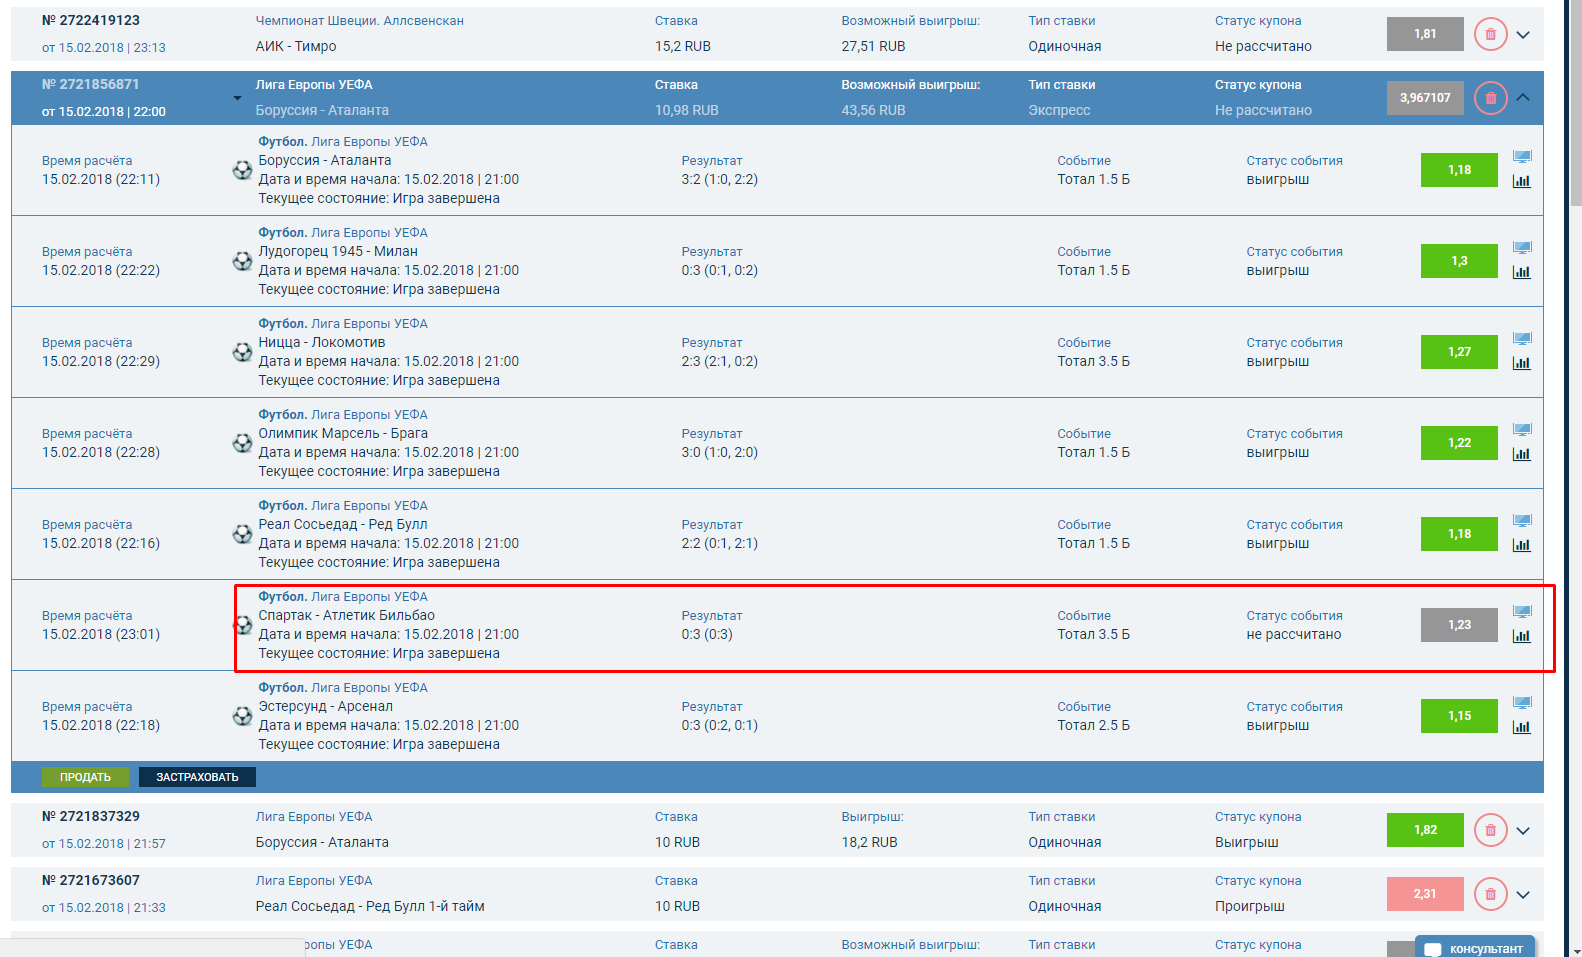 № 2722419123 Чемпионат Швеции. Аллсвенскан Ставка Возможный выигрыш: Тип ставки Статус купона 1,81
от 15.02.2018 | 23:13 АИК - Тимро 15,2 RUB 27,51 RUB Одиночная Не рассчитано
№ 2721856871 Лига Европы УЕФА Ставка Возможный выигрыш: Тип ставки Статус купона 3,967107
от 15.02.2018 | 22:00 Боруссия - Аталанта 10,98 RUB 43,56 RUB Экспресс Не рассчитано
Футбол. Лига Европы УЕФА
Время расчёта Боруссия - Аталанта Результат Событие Статус события 1,18
15.02.2018 (22:11) Дата и время начала: 15.02.2018 | 21:00 3:2 (1:0, 2:2) Тотал 1.5 Б выигрыш
Текущее состояние: Игра завершена
Футбол. Лига Европы УЕФА
Время расчёта Лудогорец 1945 - Милан Результат Событие Статус события 1,3
15.02.2018 (22:22) Дата и время начала: 15.02.2018 | 21:00 0:3 (0:1, 0:2) Тотал 1.5 Б выигрыш
Текущее состояние: Игра завершена
Футбол. Лига Европы УЕФА
Время расчёта Ницца - Локомотив Результат Событие Статус события 1,27
15.02.2018 (22:29) Дата и время начала: 15.02.2018 | 21:00 2:3 (2:1, 0:2) Тотал 3.5 Б выигрыш
Текущее состояние: Игра завершена
Футбол. Лига Европы УЕФА
Время расчёта Олимпик Марсель - Брага Результат Событие Статус события 1,22
15.02.2018 (22:28) Дата и время начала: 15.02.2018 | 21:00 3:0 (1:0, 2:0) Тотал 1.5 Б выигрыш
Текущее состояние: Игра завершена
Футбол. Лига Европы УЕФА
Время расчёта Реал Сосьедад - Ред Булл Результат Событие Статус события 1,18
15.02.2018 (22:16) Дата и время начала: 15.02.2018 | 21:00 2:2 (0:1, 2:1) Тотал 1.5 Б выигрыш
Текущее состояние: Игра завершена
Футбол. Лига Европы УЕФА
Время расчёта Спартак - Атлетик Бильбао Результат Событие Статус события 1,23
15.02.2018 (23:01) Дата и время начала: 15.02.2018 | 21:00 0:3 (0:3) Тотал 3.5 Б не рассчитано
Текущее состояние: Игра завершена
Футбол. Лига Европы УЕФА
Время расчёта Эстерсунд - Арсенал Результат Событие Статус события 1,15
15.02.2018 (22:18) Дата и время начала: 15.02.2018 | 21:00 0:3 (0:2, 0:1) Тотал 2.5 Б выигрыш
Текущее состояние: Игра завершена
ПРОДАТЬ ЗАСТРАХОВАТЬ
№ 2721837329 Лига Европы УЕФА Ставка Выигрыш: Тип ставки Статус купона 1,82
от 15.02.2018 | 21:57 Боруссия - Аталанта 10 RUB 18,2 RUB Одиночная Выигрыш
№ 2721673607 Лига Европы УЕФА Ставка Тип ставки Статус купона 2,31
от 15.02.2018 | 21:33 Реал Сосьедад - Ред Булл 1-й тайм 10 RUB Одиночная Проигрыш
ропы УЕФА Ставка Возможный выигрыш: Тип ставки Статус купона
консультант